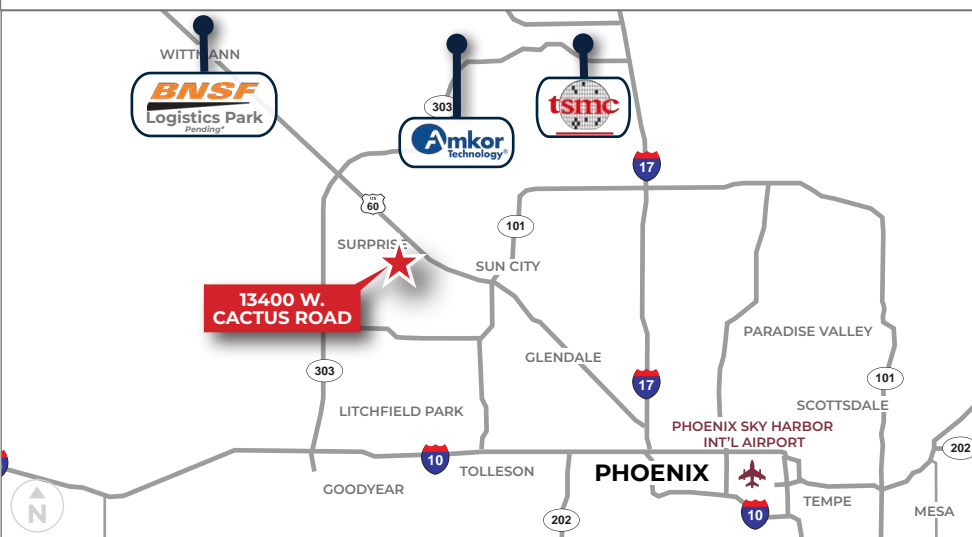 WITTMANN
BNSF
Logistics Park
Pending*
303
Amkor
Technology®
tsmc
17
US
60
101
SURPRISE
SUN CITY
13400 W.
CACTUS ROAD
PARADISE VALLEY
GLENDALE
303
17
101
SCOTTSDALE
LITCHFIELD PARK
PHOENIX SKY HARBOR
INT'L AIRPORT
202
10
TOLLESON
PHOENIX
GOODYEAR
TEMPE
MESA
202
10
N